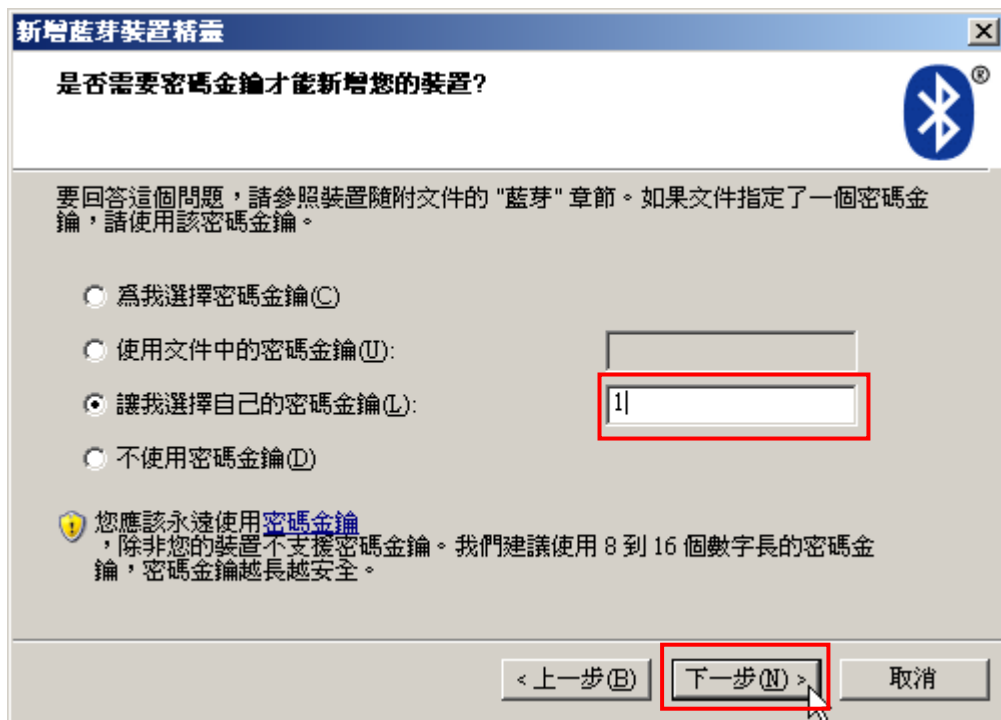 新增藍芽裝置精靈
是否需要密碼金鑰才能新增您的裝置?
®
要回答這個問題，請參照裝置隨附文件的 "藍芽" 章節。如果文件指定了一個密碼金
鑰，請使用該密碼金鑰。
為我選擇密碼金鑰(C)
使用文件中的密碼金鑰(U):
讓我選擇自己的密碼金鑰(L):
1
不使用密碼金鑰(D)
您應該永遠使用密碼金鑰
，除非您的裝置不支援密碼金鑰。我們建議使用 8 到 16 個數字長的密碼金
鑰，密碼金鑰越長越安全。
< 上一步(B)
下一步(N) >
取消